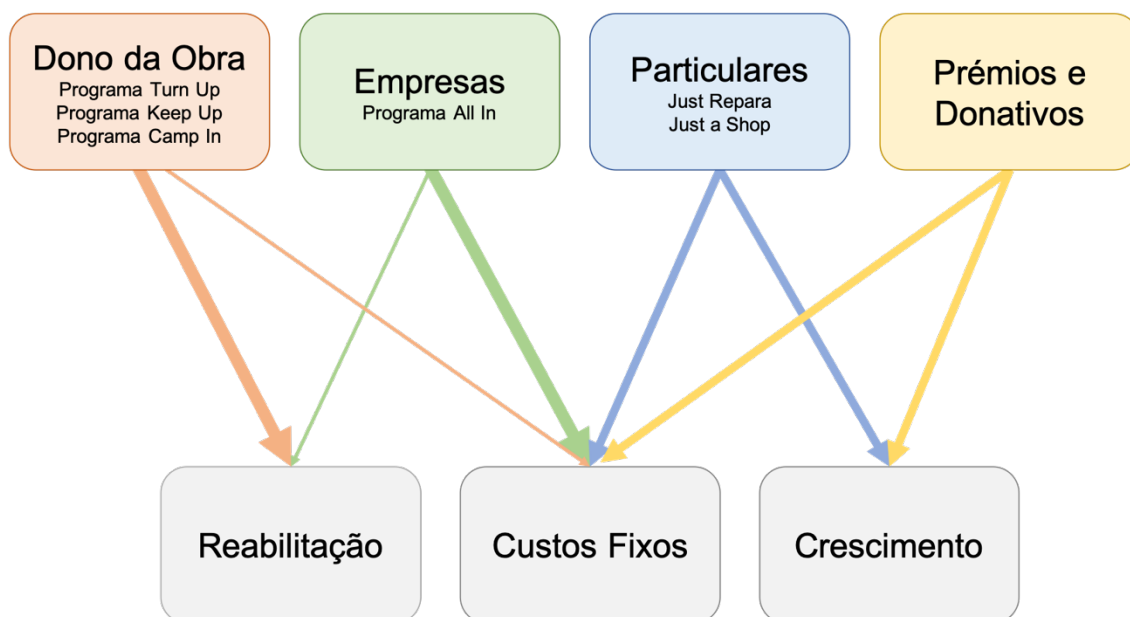 Dono da Obra
Programa Turn Up
Programa Keep Up
Programa Camp In
Empresas
Programa All In
Particulares
Just Repara
Just a Shop
Prémios e
Donativos
Reabilitação
Custos Fixos
Crescimento